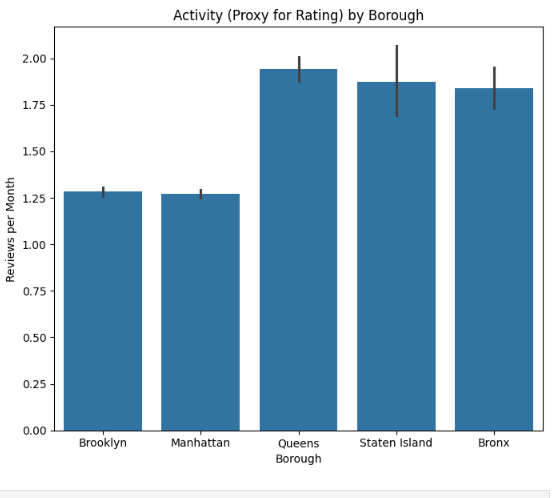 Activity (Proxy for Rating) by Borough
2.00
1.75
1.50
1.25
1.00
0.75
0.50
0.25
0.00
Reviews per Month
Brooklyn Manhattan Queens Staten Island Bronx
Borough